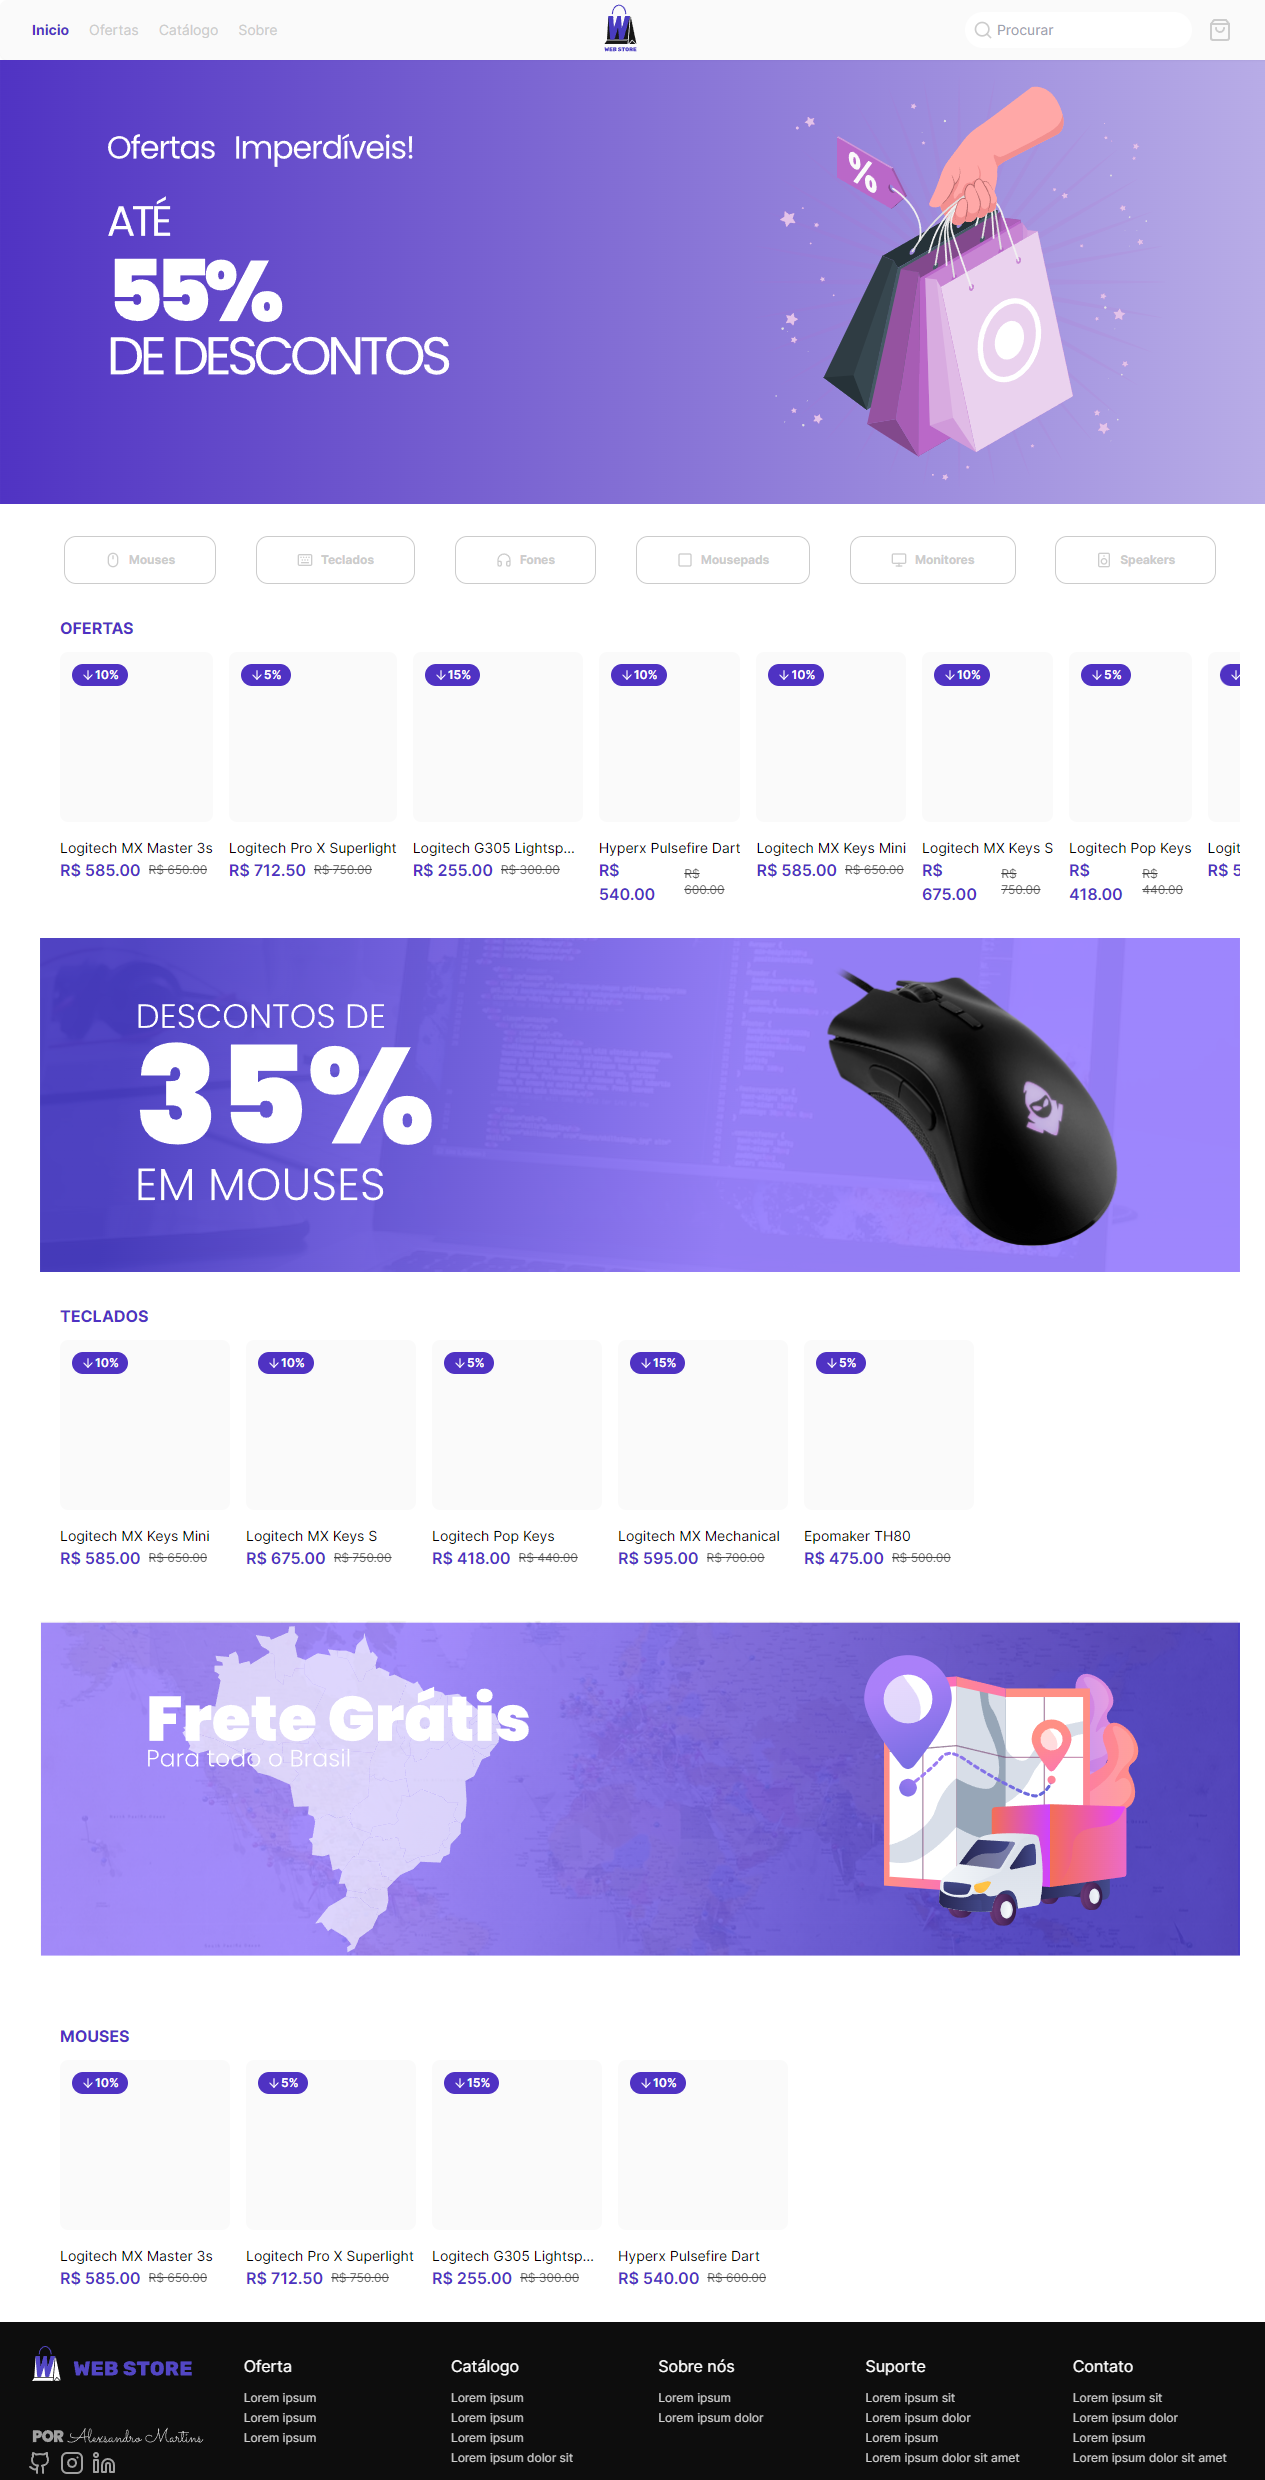 Inicio Ofertas Catálogo Sobre
W
WEB STORE
Procurar
Ofertas Imperdíveis!
ATÉ
55%
DE DESCONTOS
%
Mouses Teclados Fones Mousepads Monitores Speakers
OFERTAS
↓10% ↓5% ↓15% ↓10% ↓10% ↓10% ↓5% ↓
Logitech MX Master 3s
R$ 585.00 R$ 650.00
Logitech Pro X Superlight
R$ 712.50 R$ 750.00
Logitech G305 Lightsp...
R$ 255.00 R$ 300.00
Hyperx Pulsefire Dart
R$
540.00
R$
600.00
Logitech MX Keys Mini
R$ 585.00 R$ 650.00
Logitech MX Keys S
R$
675.00
R$
750.00
Logitech Pop Keys
R$
418.00
R$
440.00
Logit
R$ 5
DESCONTOS DE
35%
EM MOUSES
TECLADOS
↓10% ↓10% ↓5% ↓15% ↓5%
Logitech MX Keys Mini
R$ 585.00 R$ 650.00
Logitech MX Keys S
R$ 675.00 R$ 750.00
Logitech Pop Keys
R$ 418.00 R$ 440.00
Logitech MX Mechanical
R$ 595.00 R$ 700.00
Epomaker TH80
R$ 475.00 R$ 500.00
Frete Grátis
Para todo o Brasil
MOUSES
↓10% ↓5% ↓15% ↓10%
Logitech MX Master 3s
R$ 585.00 R$ 650.00
Logitech Pro X Superlight
R$ 712.50 R$ 750.00
Logitech G305 Lightsp...
R$ 255.00 R$ 300.00
Hyperx Pulsefire Dart
R$ 540.00 R$ 600.00
W WEB STORE
POR Alexsandro Martins
Oferta
Lorem ipsum
Lorem ipsum
Lorem ipsum
Catálogo
Lorem ipsum
Lorem ipsum
Lorem ipsum
Lorem ipsum dolor sit
Sobre nós
Lorem ipsum
Lorem ipsum dolor
Suporte
Lorem ipsum sit
Lorem ipsum dolor
Lorem ipsum
Lorem ipsum dolor sit amet
Contato
Lorem ipsum sit
Lorem ipsum dolor
Lorem ipsum
Lorem ipsum dolor sit amet